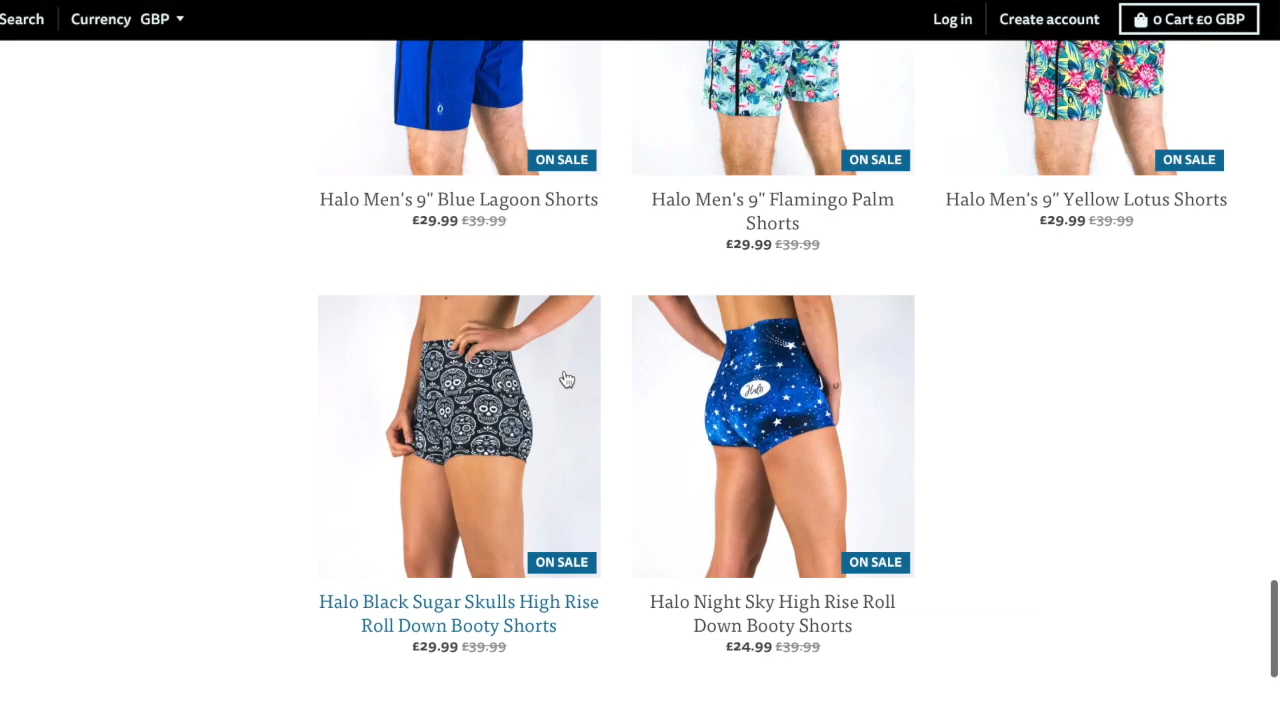 Search Currency GBP Log in Create account 0 Cart £0 GBP
ON SALE ON SALE ON SALE
Halo Men's 9" Blue Lagoon Shorts
£29.99 £39.99
Halo Men's 9" Flamingo Palm
Shorts
£29.99 £39.99
Halo Men's 9" Yellow Lotus Shorts
£29.99 £39.99
Halo
ON SALE ON SALE
Halo Black Sugar Skulls High Rise
Roll Down Booty Shorts
£29.99 £39.99
Halo Night Sky High Rise Roll
Down Booty Shorts
£24.99 £39.99